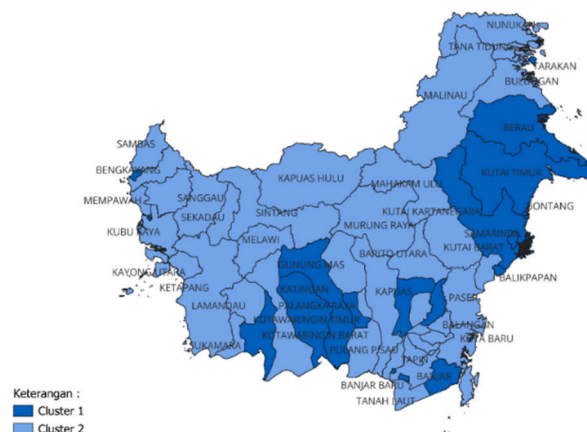 NUNUKAN
TANA TIDUNG
TARAKAN
BULUNGAN
MALINAU
BERAU
SAMBAS
BENGKAYANG
KAPUAS HULU
MAHAKAM ULU
KUTAI TIMUR
MEMPAWAH
SANGGAU
SEKADAU
SINTANG
KUTAI KARTANEGARA
BONTANG
KUBU RAYA
MELAWI
MURUNG RAYA
SAMARINDA
KUTAI BARAT
GUNUNG MAS
BARITO UTARA
KAYONG UTARA
BALIKPAPAN
KETAPANG
KATINGAN
KAPUAS
PASER
LAMANDAU
PALANGKARAYA
KOTAWARINGIN TIMUR
BALANGAN
KOTAWARINGIN BARAT
KOTA BARU
SUKAMARA
PULANG PISAU
TAPIN
BANJAR BARU
BANJAR
TANAH LAUT
Keterangan :
Cluster 1
Cluster 2